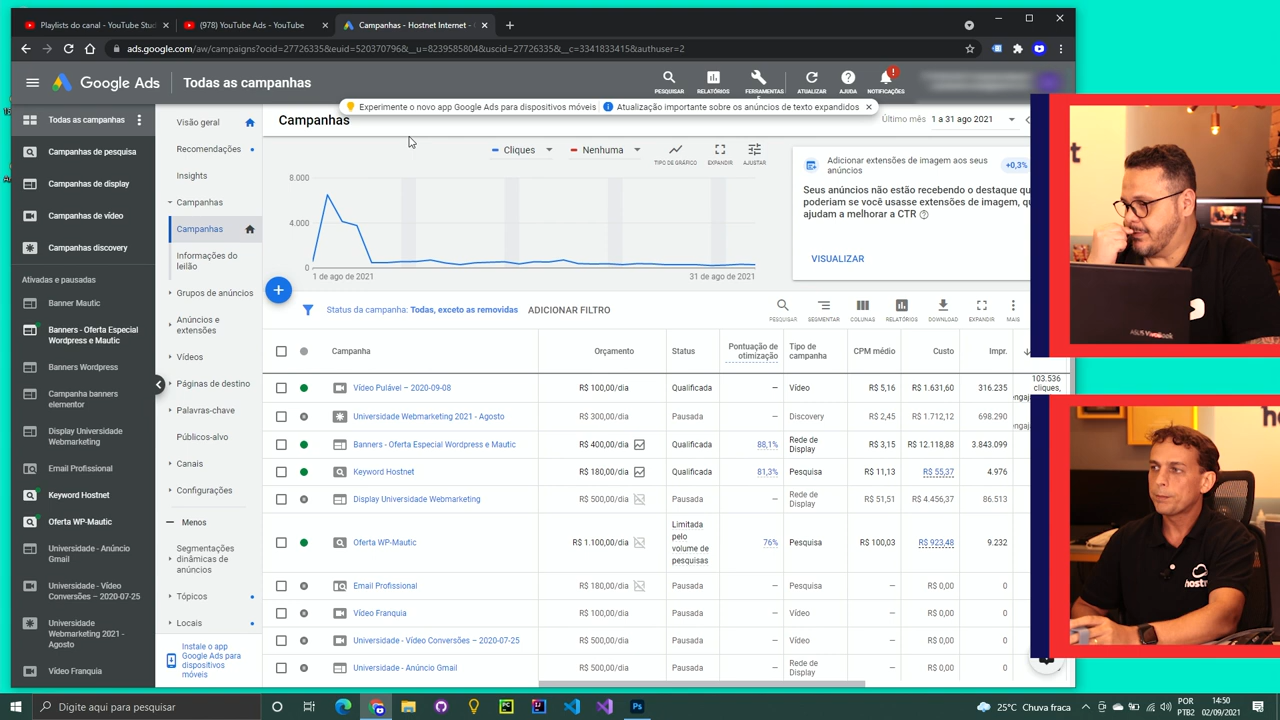 Playlists do canal - YouTube Stud
(978) YouTube Ads - YouTube
Campanhas - Hostnet Internet -
ads.google.com/aw/campaigns?ocid=27726335&euid=520370796&__u=8239585804&uscid=27726335&__c=3341833415&authuser=2
Google Ads
Todas as campanhas
PESQUISAR
RELATÓRIOS
FERRAMENTAS
ATUALIZAR
AJUDA
NOTIFICAÇÕES
Experimente o novo app Google Ads para dispositivos móveis
Atualização importante sobre os anúncios de texto expandidos
Todas as campanhas
Campanhas de pesquisa
Campanhas de display
Campanhas de vídeo
Campanhas discovery
Ativadas e pausadas
Banner Mautic
Banners - Oferta Especial
Wordpress e Mautic
Banners Wordpress
Campanha banners
elementor
Display Universidade
Webmarketing
Email Profissional
Keyword Hostnet
Oferta WP-Mautic
Universidade - Anúncio
Gmail
Universidade - Vídeo
Conversões – 2020-07-25
Universidade
Webmarketing 2021 -
Agosto
Vídeo Franquia
Visão geral
Recomendações
Insights
Campanhas
Campanhas
Informações do
leilão
Grupos de anúncios
Anúncios e
extensões
Vídeos
Páginas de destino
Palavras-chave
Públicos-alvo
Canais
Configurações
Menos
Segmentações
dinâmicas de
anúncios
Tópicos
Locais
Instale o app
Google Ads para
dispositivos
móveis
Campanhas
Último mês
1 a 31 ago 2021
Cliques
Nenhuma
TIPO DE GRÁFICO
EXPANDIR
AJUSTAR
8.000
4.000
0
1 de ago de 2021
31 de ago de 2021
Adicionar extensões de imagem aos seus
anúncios
+0,3%
Seus anúncios não estão recebendo o destaque qu
poderiam se você usasse extensões de imagem, qu
ajudam a melhorar a CTR
VISUALIZAR
Status da campanha: Todas, exceto as removidas
ADICIONAR FILTRO
PESQUISAR
SEGMENTAR
COLUNAS
RELATÓRIOS
DOWNLOAD
EXPANDIR
MAIS
Campanha Orçamento Status Pontuação de otimização Tipo de campanha CPM médio Custo Impr.
Vídeo Pulável – 2020-09-08 R$ 100,00/dia Qualificada — Vídeo R$ 5,16 R$ 1.631,60 316.235 103.536 cliques, engaj
Universidade Webmarketing 2021 - Agosto R$ 300,00/dia Pausada — Discovery R$ 2,45 R$ 1.712,12 698.290
Banners - Oferta Especial Wordpress e Mautic R$ 400,00/dia Qualificada 88,1% Rede de Display R$ 3,15 R$ 12.118,88 3.843.099
Keyword Hostnet R$ 180,00/dia Qualificada 81,3% Pesquisa R$ 11,13 R$ 55,37 4.976
Display Universidade Webmarketing R$ 500,00/dia Pausada — Rede de Display R$ 51,51 R$ 4.456,37 86.513
Oferta WP-Mautic R$ 1.100,00/dia Limitada pelo volume de pesquisas 76% Pesquisa R$ 100,03 R$ 923,48 9.232
Email Profissional R$ 180,00/dia Pausada — Pesquisa — R$ 0,00 0
Vídeo Franquia R$ 100,00/dia Pausada — Vídeo — R$ 0,00 0
Universidade - Vídeo Conversões – 2020-07-25 R$ 500,00/dia Pausada — Vídeo — R$ 0,00 0
Universidade - Anúncio Gmail R$ 500,00/dia Pausada — Rede de Display — R$ 0,00 0
ASUS VivoBook
Digite aqui para pesquisar
25°C Chuva fraca
POR
PTB2
14:50
02/09/2021